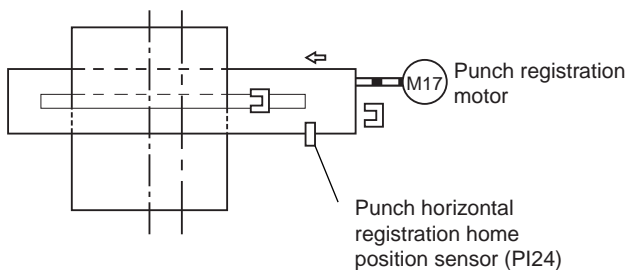 M17
Punch registration
motor
Punch horizontal
registration home
position sensor (PI24)